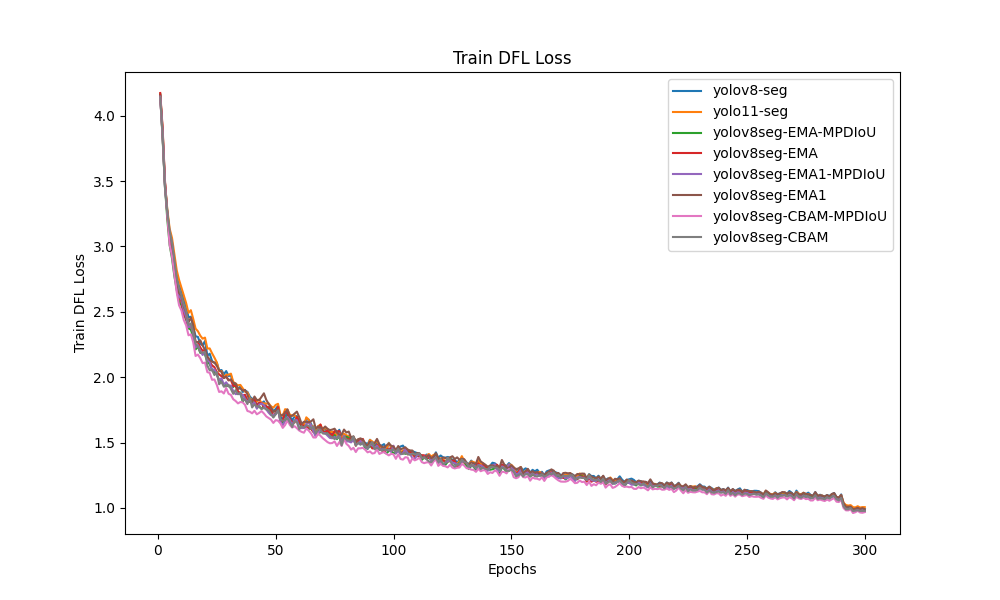 Train DFL Loss
yolov8-seg
yolo11-seg
yolov8seg-EMA-MPDIoU
yolov8seg-EMA
yolov8seg-EMA1-MPDIoU
yolov8seg-EMA1
yolov8seg-CBAM-MPDIoU
yolov8seg-CBAM
Train DFL Loss
4.0
3.5
3.0
2.5
2.0
1.5
1.0
0 50 100 150 200 250 300
Epochs